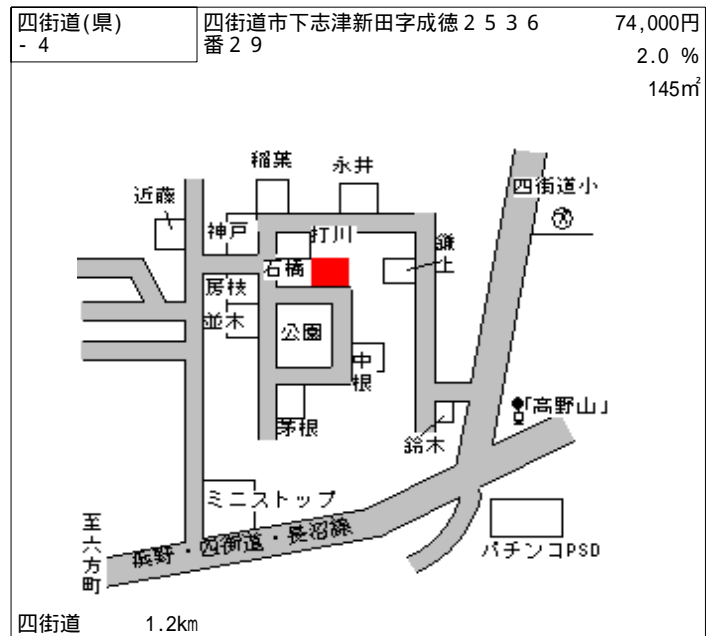 四街道(県)
- 4
四街道市下志津新田字成徳２５３６
番２９
74,000円
2.0 %
145㎡
稲葉
永井
近藤
四街道小
神戸
打川
鎌上
石橋
房枝
並木
公園
中根
茅根
「高野山」
鈴木
ミニストップ
至六方町
浜野・四街道・長沼線
パチンコPSD
四街道 1.2km